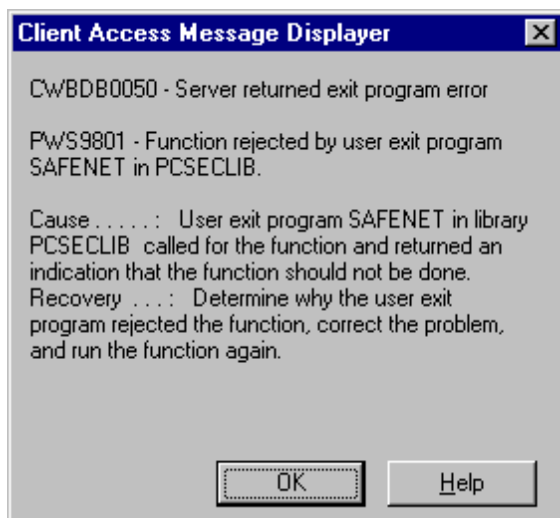 Client Access Message Displayer
CWBDB0050 - Server returned exit program error
PWS9801 - Function rejected by user exit program
SAFENET in PCSECLIB.
Cause . . . . . :   User exit program SAFENET in library
PCSECLIB  called for the function and returned an
indication that the function should not be done.
Recovery  . . . :   Determine why the user exit
program rejected the function, correct the problem,
and run the function again.
OK
Help